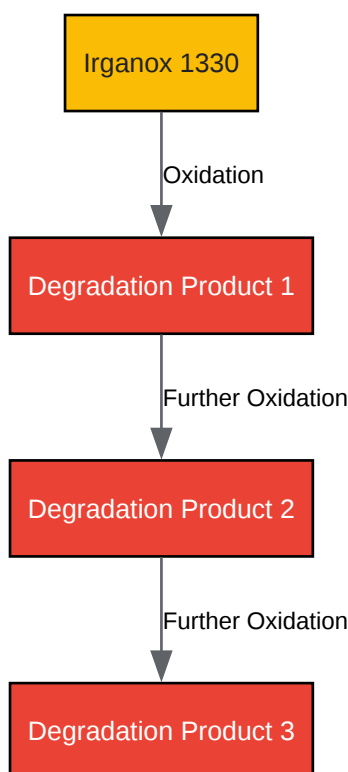 Irganox 1330
Oxidation
Degradation Product 1
Further Oxidation
Degradation Product 2
Further Oxidation
Degradation Product 3